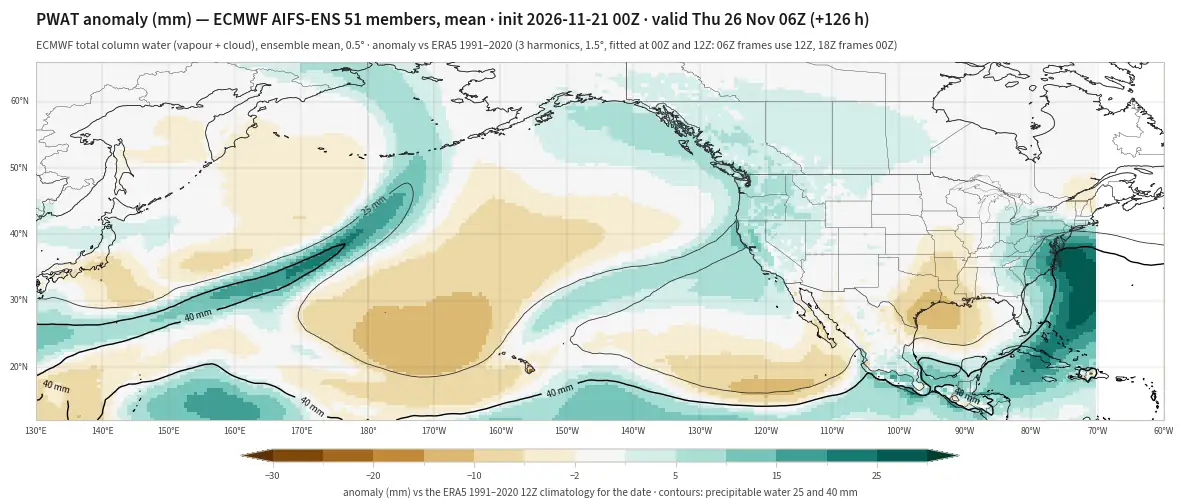 PWAT anomaly (mm) — ECMWF AIFS-ENS 51 members, mean · init 2026-11-21 00Z · valid Thu 26 Nov 06Z (+126 h)
ECMWF total column water (vapour + cloud), ensemble mean, 0.5° · anomaly vs ERA5 1991–2020 (3 harmonics, 1.5°, fitted at 00Z and 12Z: 06Z frames use 12Z, 18Z frames 00Z)
60°N
50°N
25 mm
40°N
30°N
40 mm
20°N
40 mm
40 mm
40 mm
40 mm
130°E 140°E 150°E 160°E 170°E 180° 170°W 160°W 150°W 140°W 130°W 120°W 110°W 100°W 90°W 80°W 70°W 60°W
−30 −20 −10 −2 5 15 25
anomaly (mm) vs the ERA5 1991–2020 12Z climatology for the date · contours: precipitable water 25 and 40 mm